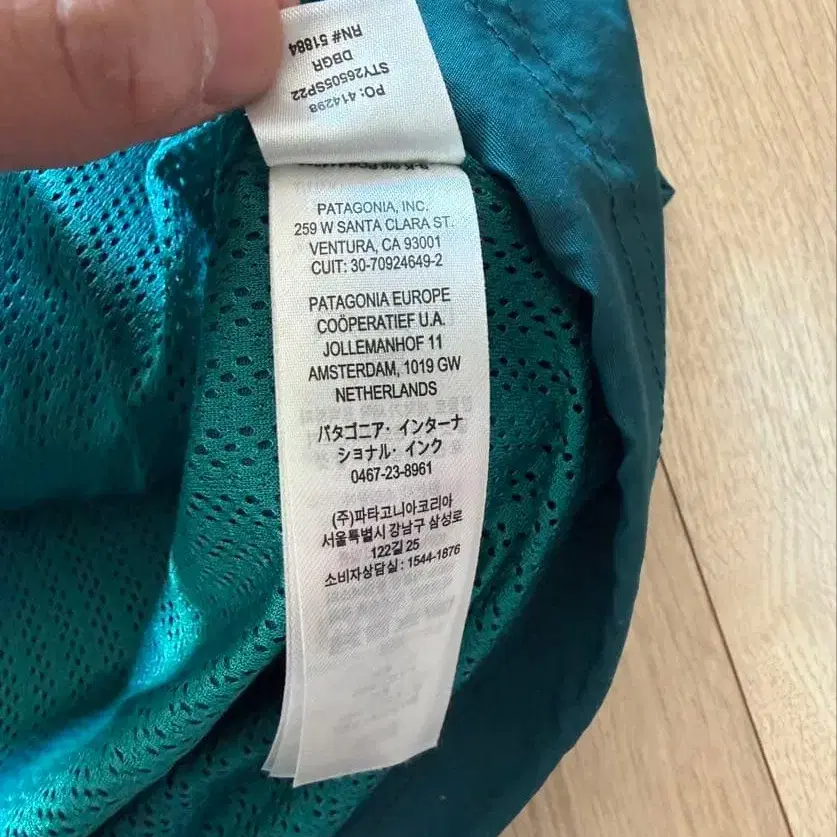 RN# 51884
DBGR
STY26505SP22
PO: 414298
PATAGONIA, INC.
259 W SANTA CLARA ST.
VENTURA, CA 93001
CUIT: 30-70924649-2
PATAGONIA EUROPE
COÖPERATIEF U.A.
JOLLEMANHOF 11
AMSTERDAM, 1019 GW
NETHERLANDS
パタゴニア・インターナ
ショナル・インク
0467-23-8961
(주)파타고니아코리아
서울특별시 강남구 삼성로
122길 25
소비자상담실 : 1544-1876